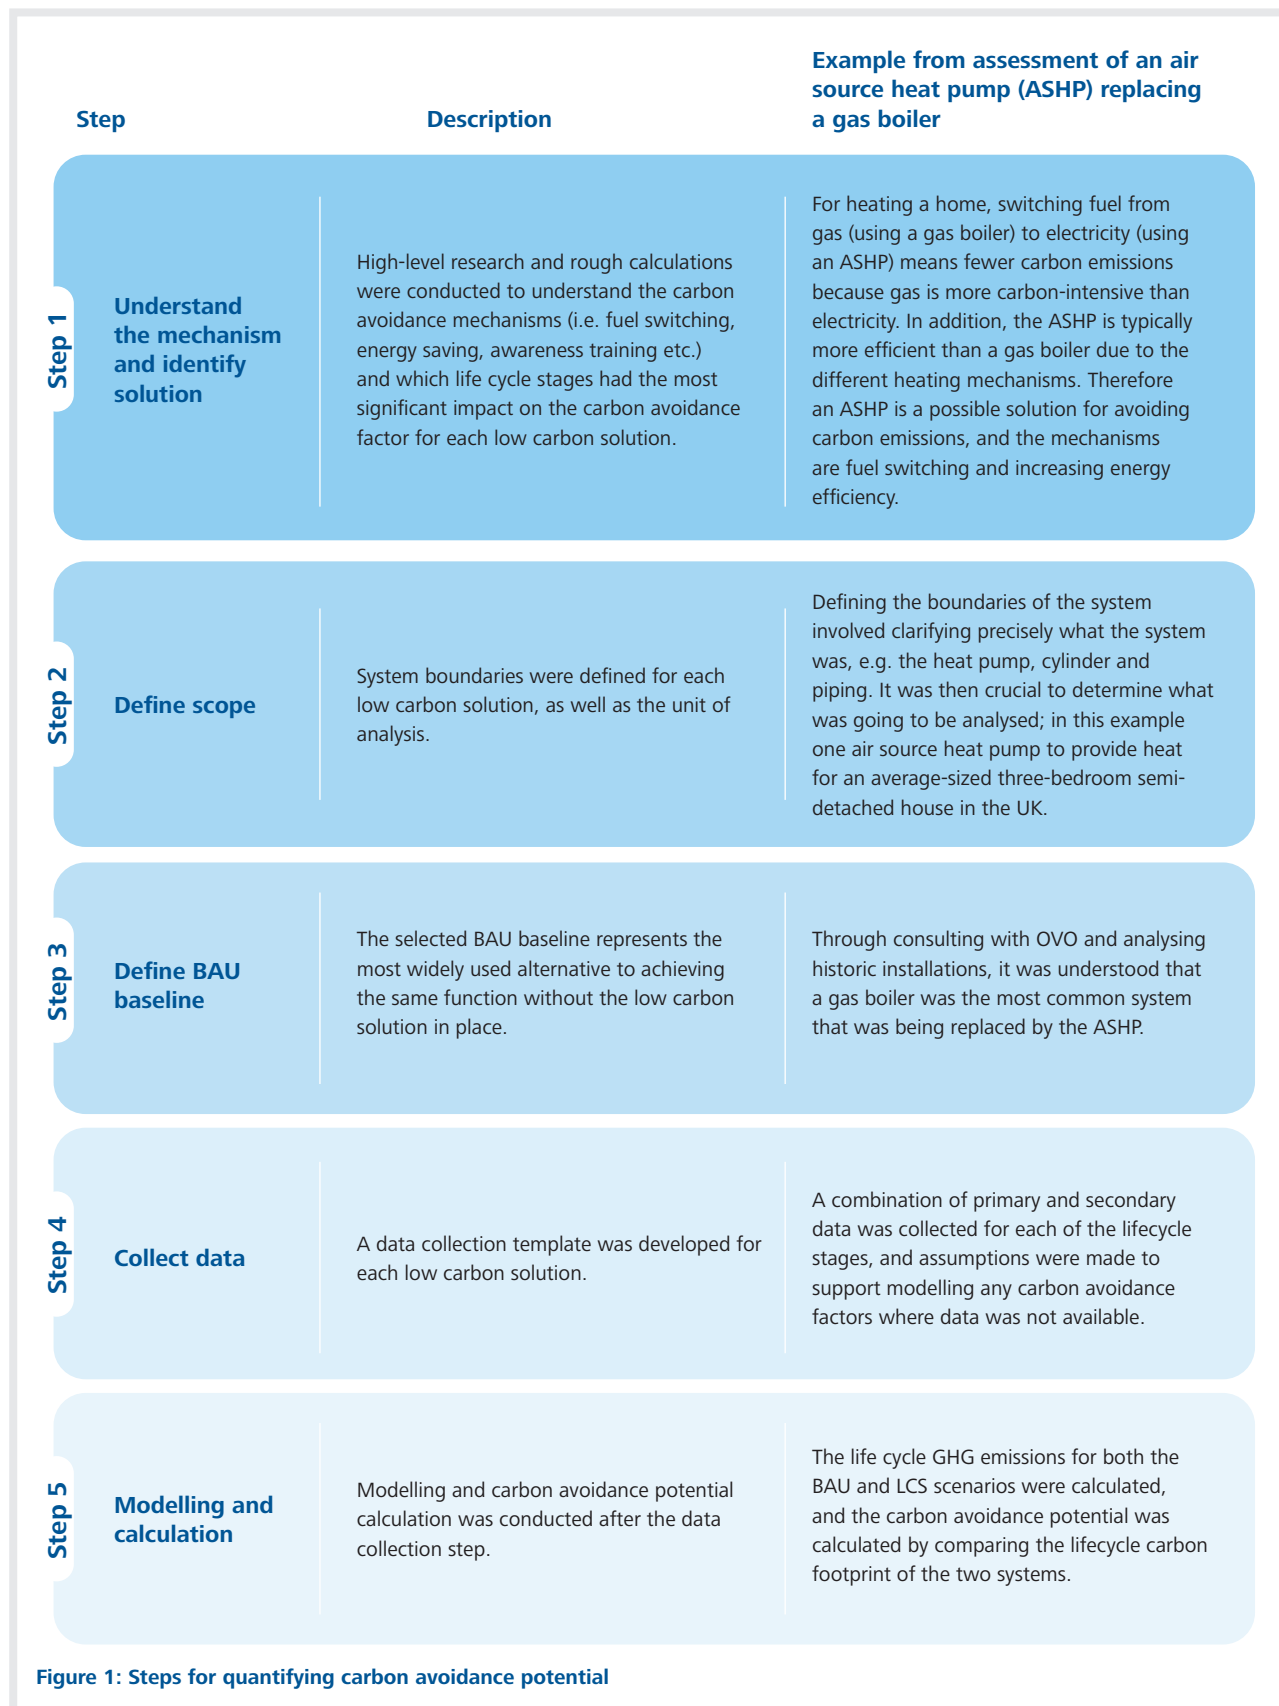 Step
Description
Example from assessment of an air
source heat pump (ASHP) replacing
a gas boiler
Step 1
Understand
the mechanism
and identify
solution
High-level research and rough calculations
were conducted to understand the carbon
avoidance mechanisms (i.e. fuel switching,
energy saving, awareness training etc.)
and which life cycle stages had the most
significant impact on the carbon avoidance
factor for each low carbon solution.
For heating a home, switching fuel from
gas (using a gas boiler) to electricity (using
an ASHP) means fewer carbon emissions
because gas is more carbon-intensive than
electricity. In addition, the ASHP is typically
more efficient than a gas boiler due to the
different heating mechanisms. Therefore
an ASHP is a possible solution for avoiding
carbon emissions, and the mechanisms
are fuel switching and increasing energy
efficiency.
Step 2
Define scope
System boundaries were defined for each
low carbon solution, as well as the unit of
analysis.
Defining the boundaries of the system
involved clarifying precisely what the system
was, e.g. the heat pump, cylinder and
piping. It was then crucial to determine what
was going to be analysed; in this example
one air source heat pump to provide heat
for an average-sized three-bedroom semi-
detached house in the UK.
Step 3
Define BAU
baseline
The selected BAU baseline represents the
most widely used alternative to achieving
the same function without the low carbon
solution in place.
Through consulting with OVO and analysing
historic installations, it was understood that
a gas boiler was the most common system
that was being replaced by the ASHP.
Step 4
Collect data
A data collection template was developed for
each low carbon solution.
A combination of primary and secondary
data was collected for each of the lifecycle
stages, and assumptions were made to
support modelling any carbon avoidance
factors where data was not available.
Step 5
Modelling and
calculation
Modelling and carbon avoidance potential
calculation was conducted after the data
collection step.
The life cycle GHG emissions for both the
BAU and LCS scenarios were calculated,
and the carbon avoidance potential was
calculated by comparing the lifecycle carbon
footprint of the two systems.
Figure 1: Steps for quantifying carbon avoidance potential